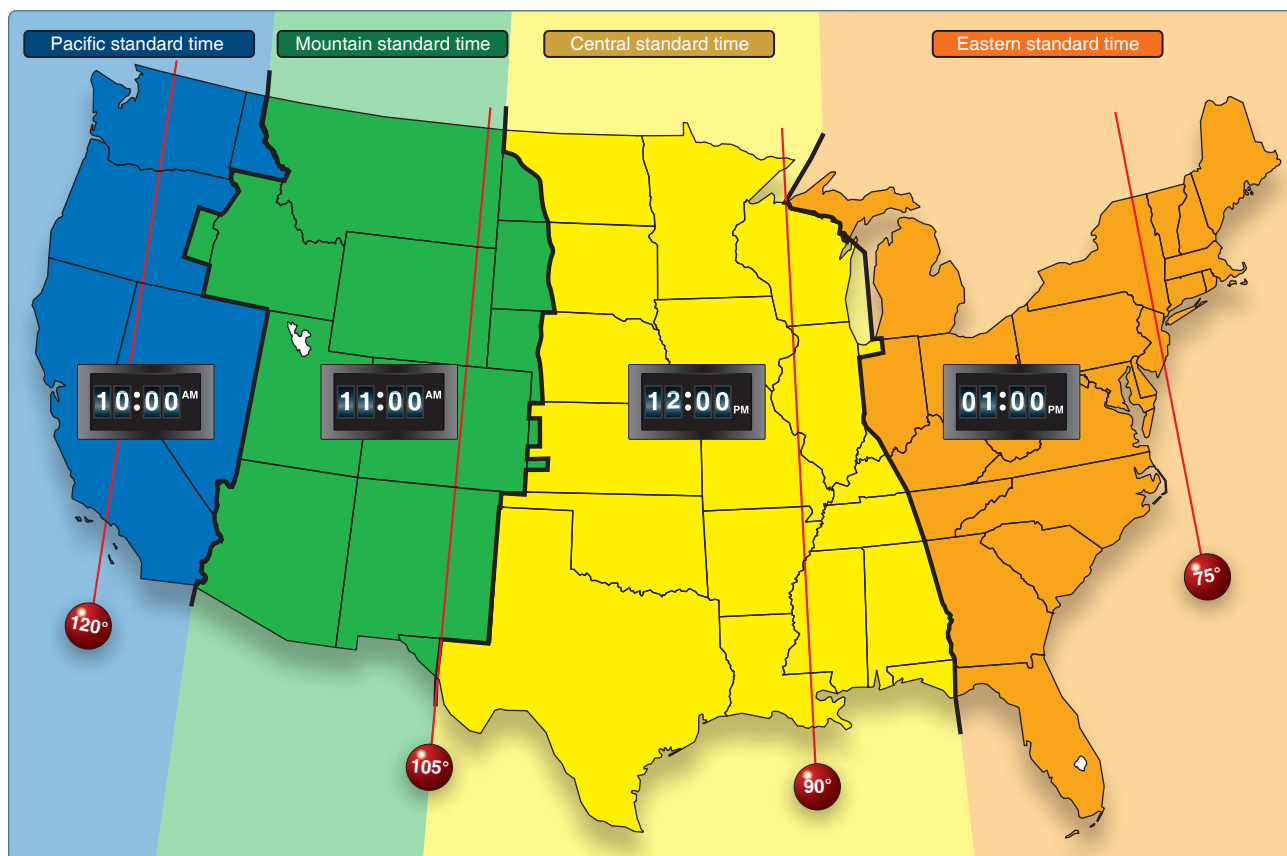 Pacific standard time
Mountain standard time
Central standard time
Eastern standard time
10:00 AM
11:00 AM
12:00 PM
01:00 PM
120°
105°
90°
75°